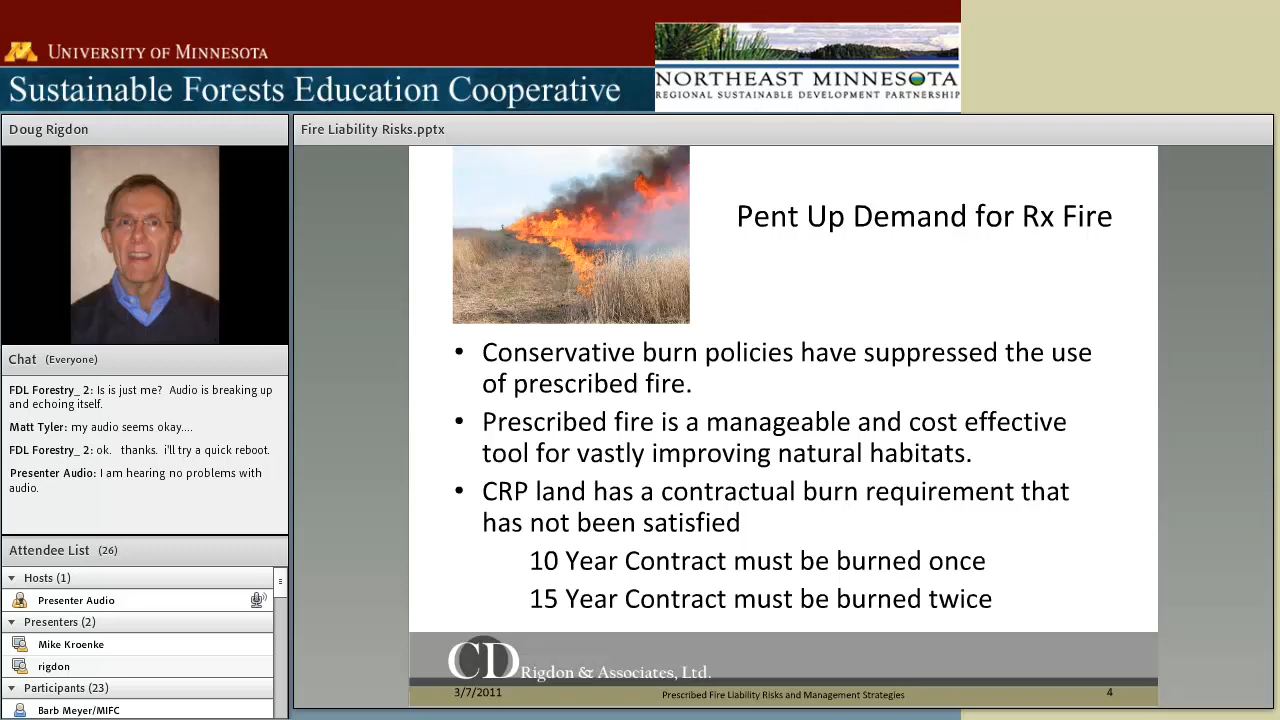 UNIVERSITY OF MINNESOTA
Sustainable Forests Education Cooperative
NORTHEAST MINNESOTA
REGIONAL SUSTAINABLE DEVELOPMENT PARTNERSHIP
Doug Rigdon
Chat (Everyone)
FDL Forestry_ 2: Is is just me? Audio is breaking up
and echoing itself.
Matt Tyler: my audio seems okay....
FDL Forestry_ 2: ok. thanks. i'll try a quick reboot.
Presenter Audio: I am hearing no problems with
audio.
Attendee List (26)
Hosts (1)
Presenter Audio
Presenters (2)
Mike Kroenke
rigdon
Participants (23)
Barb Meyer/MIFC
Fire Liability Risks.pptx
Pent Up Demand for Rx Fire
• Conservative burn policies have suppressed the use
of prescribed fire.
• Prescribed fire is a manageable and cost effective
tool for vastly improving natural habitats.
• CRP land has a contractual burn requirement that
has not been satisfied
10 Year Contract must be burned once
15 Year Contract must be burned twice
CD Rigdon & Associates, Ltd.
3/7/2011
Prescribed Fire Liability Risks and Management Strategies
4